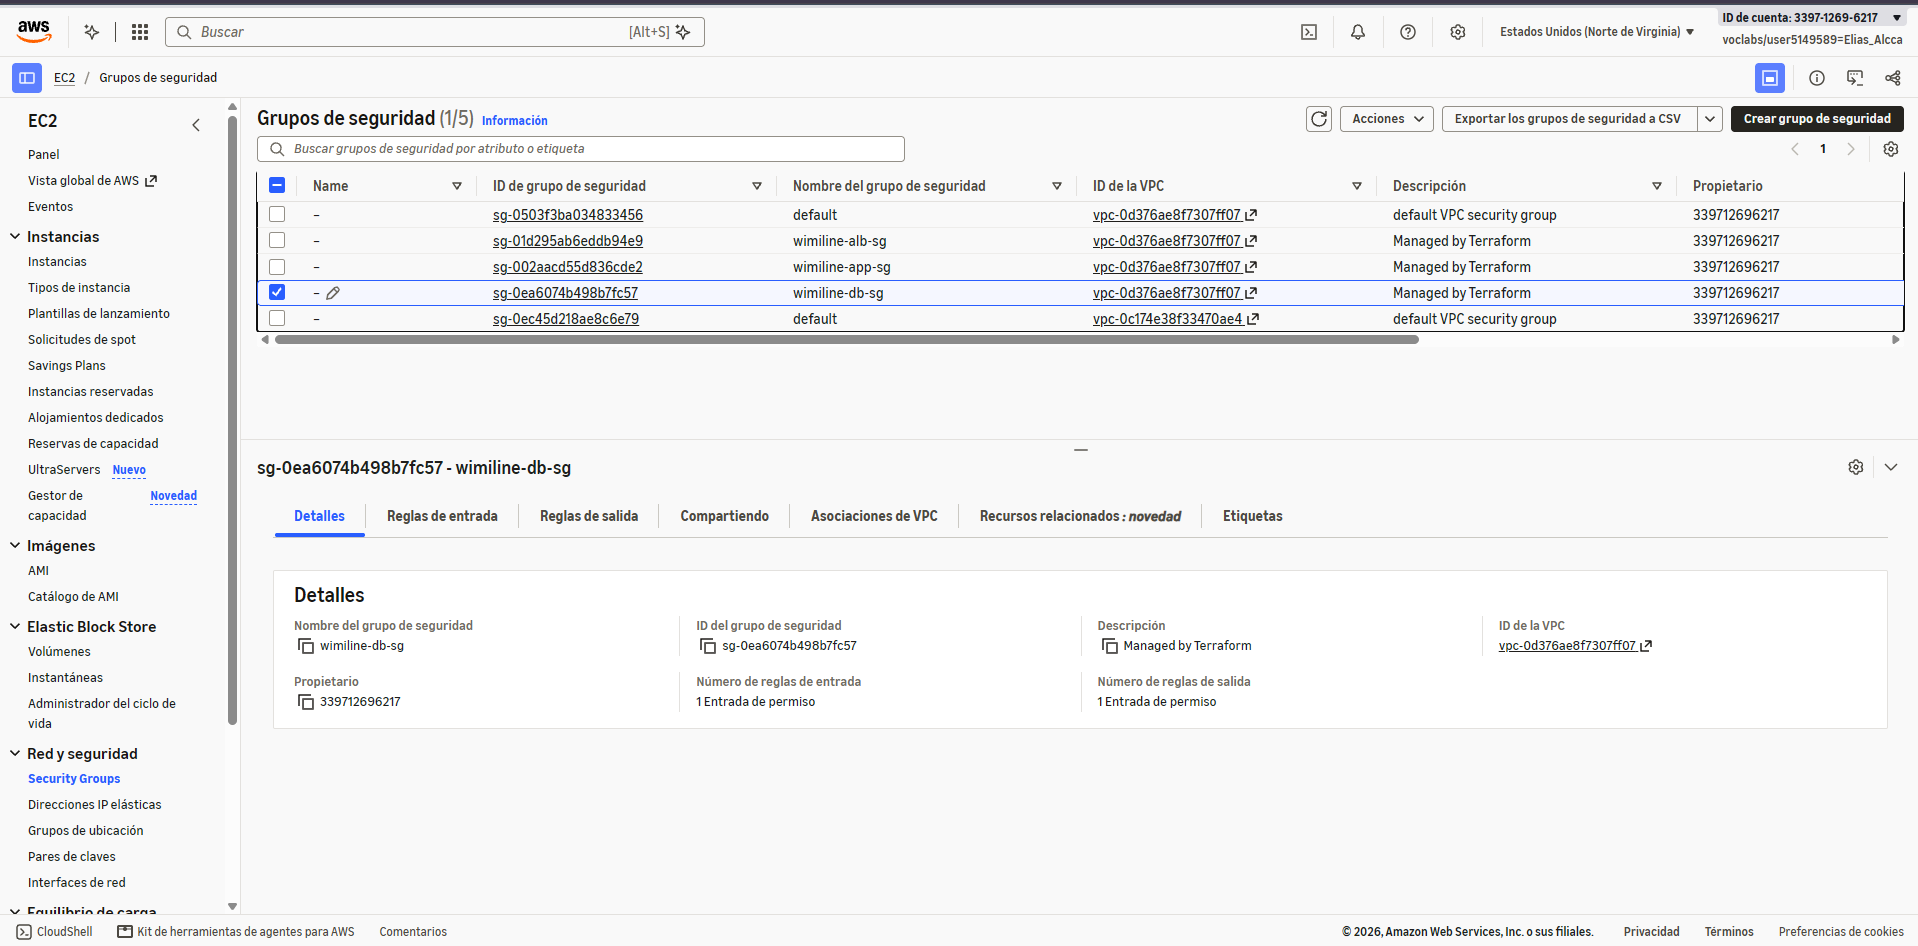 aws
Buscar
[Alt+S]
Estados Unidos (Norte de Virginia)
ID de cuenta: 3397-1269-6217
voclabs/user5149589=Elias_Alcca
EC2 / Grupos de seguridad
EC2
Panel
Vista global de AWS
Eventos
Instancias
Instancias
Tipos de instancia
Plantillas de lanzamiento
Solicitudes de spot
Savings Plans
Instancias reservadas
Alojamientos dedicados
Reservas de capacidad
UltraServers Nuevo
Gestor de capacidad Novedad
Imágenes
AMI
Catálogo de AMI
Elastic Block Store
Volúmenes
Instantáneas
Administrador del ciclo de vida
Red y seguridad
Security Groups
Direcciones IP elásticas
Grupos de ubicación
Pares de claves
Interfaces de red
Equilibrio de carga
Grupos de seguridad (1/5) Información
Acciones
Exportar los grupos de seguridad a CSV
Crear grupo de seguridad
Buscar grupos de seguridad por atributo o etiqueta
1
Name ID de grupo de seguridad Nombre del grupo de seguridad ID de la VPC Descripción Propietario
– sg-0503f3ba034833456 default vpc-0d376ae8f7307ff07 default VPC security group 339712696217
– sg-01d295ab6eddb94e9 wimiline-alb-sg vpc-0d376ae8f7307ff07 Managed by Terraform 339712696217
– sg-002aacd55d836cde2 wimiline-app-sg vpc-0d376ae8f7307ff07 Managed by Terraform 339712696217
– sg-0ea6074b498b7fc57 wimiline-db-sg vpc-0d376ae8f7307ff07 Managed by Terraform 339712696217
– sg-0ec45d218ae8c6e79 default vpc-0c174e38f33470ae4 default VPC security group 339712696217
sg-0ea6074b498b7fc57 - wimiline-db-sg
Detalles Reglas de entrada Reglas de salida Compartiendo Asociaciones de VPC Recursos relacionados : novedad Etiquetas
Detalles
Nombre del grupo de seguridad
wimiline-db-sg
ID del grupo de seguridad
sg-0ea6074b498b7fc57
Descripción
Managed by Terraform
ID de la VPC
vpc-0d376ae8f7307ff07
Propietario
339712696217
Número de reglas de entrada
1 Entrada de permiso
Número de reglas de salida
1 Entrada de permiso
CloudShell Kit de herramientas de agentes para AWS Comentarios
© 2026, Amazon Web Services, Inc. o sus filiales. Privacidad Términos Preferencias de cookies